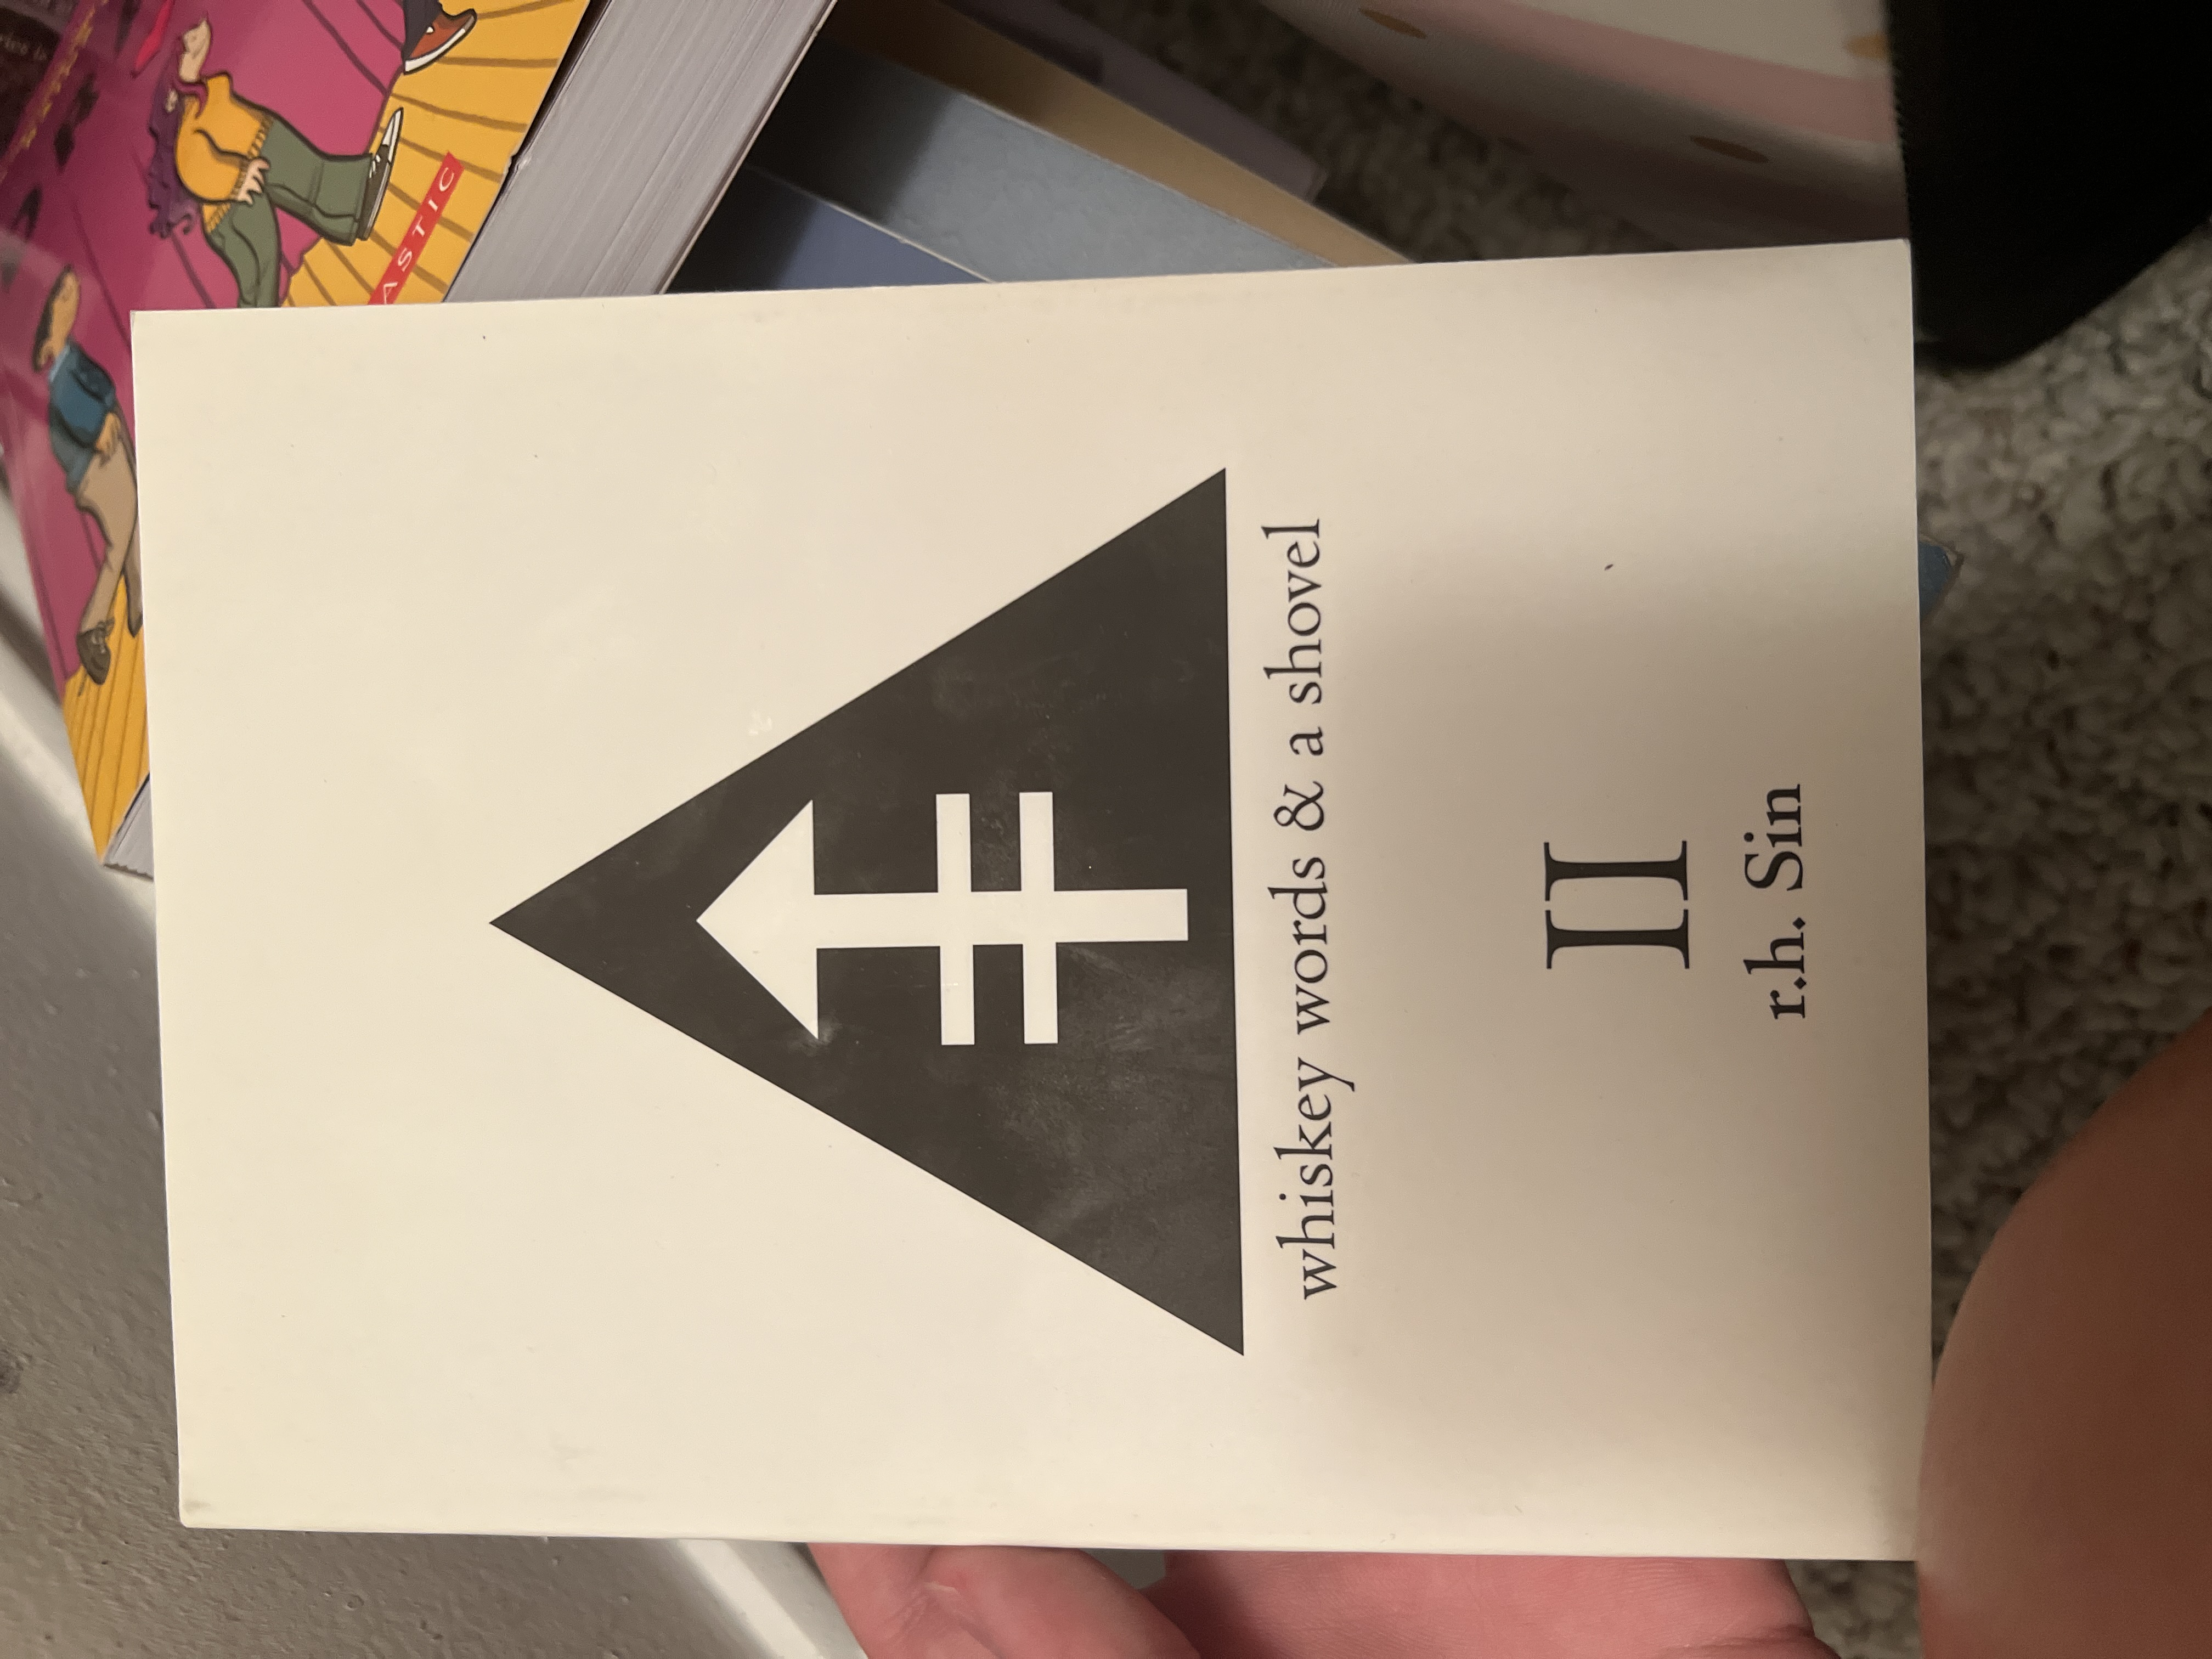 whiskey words & a shovel
II
r.h. Sin
ASTIC